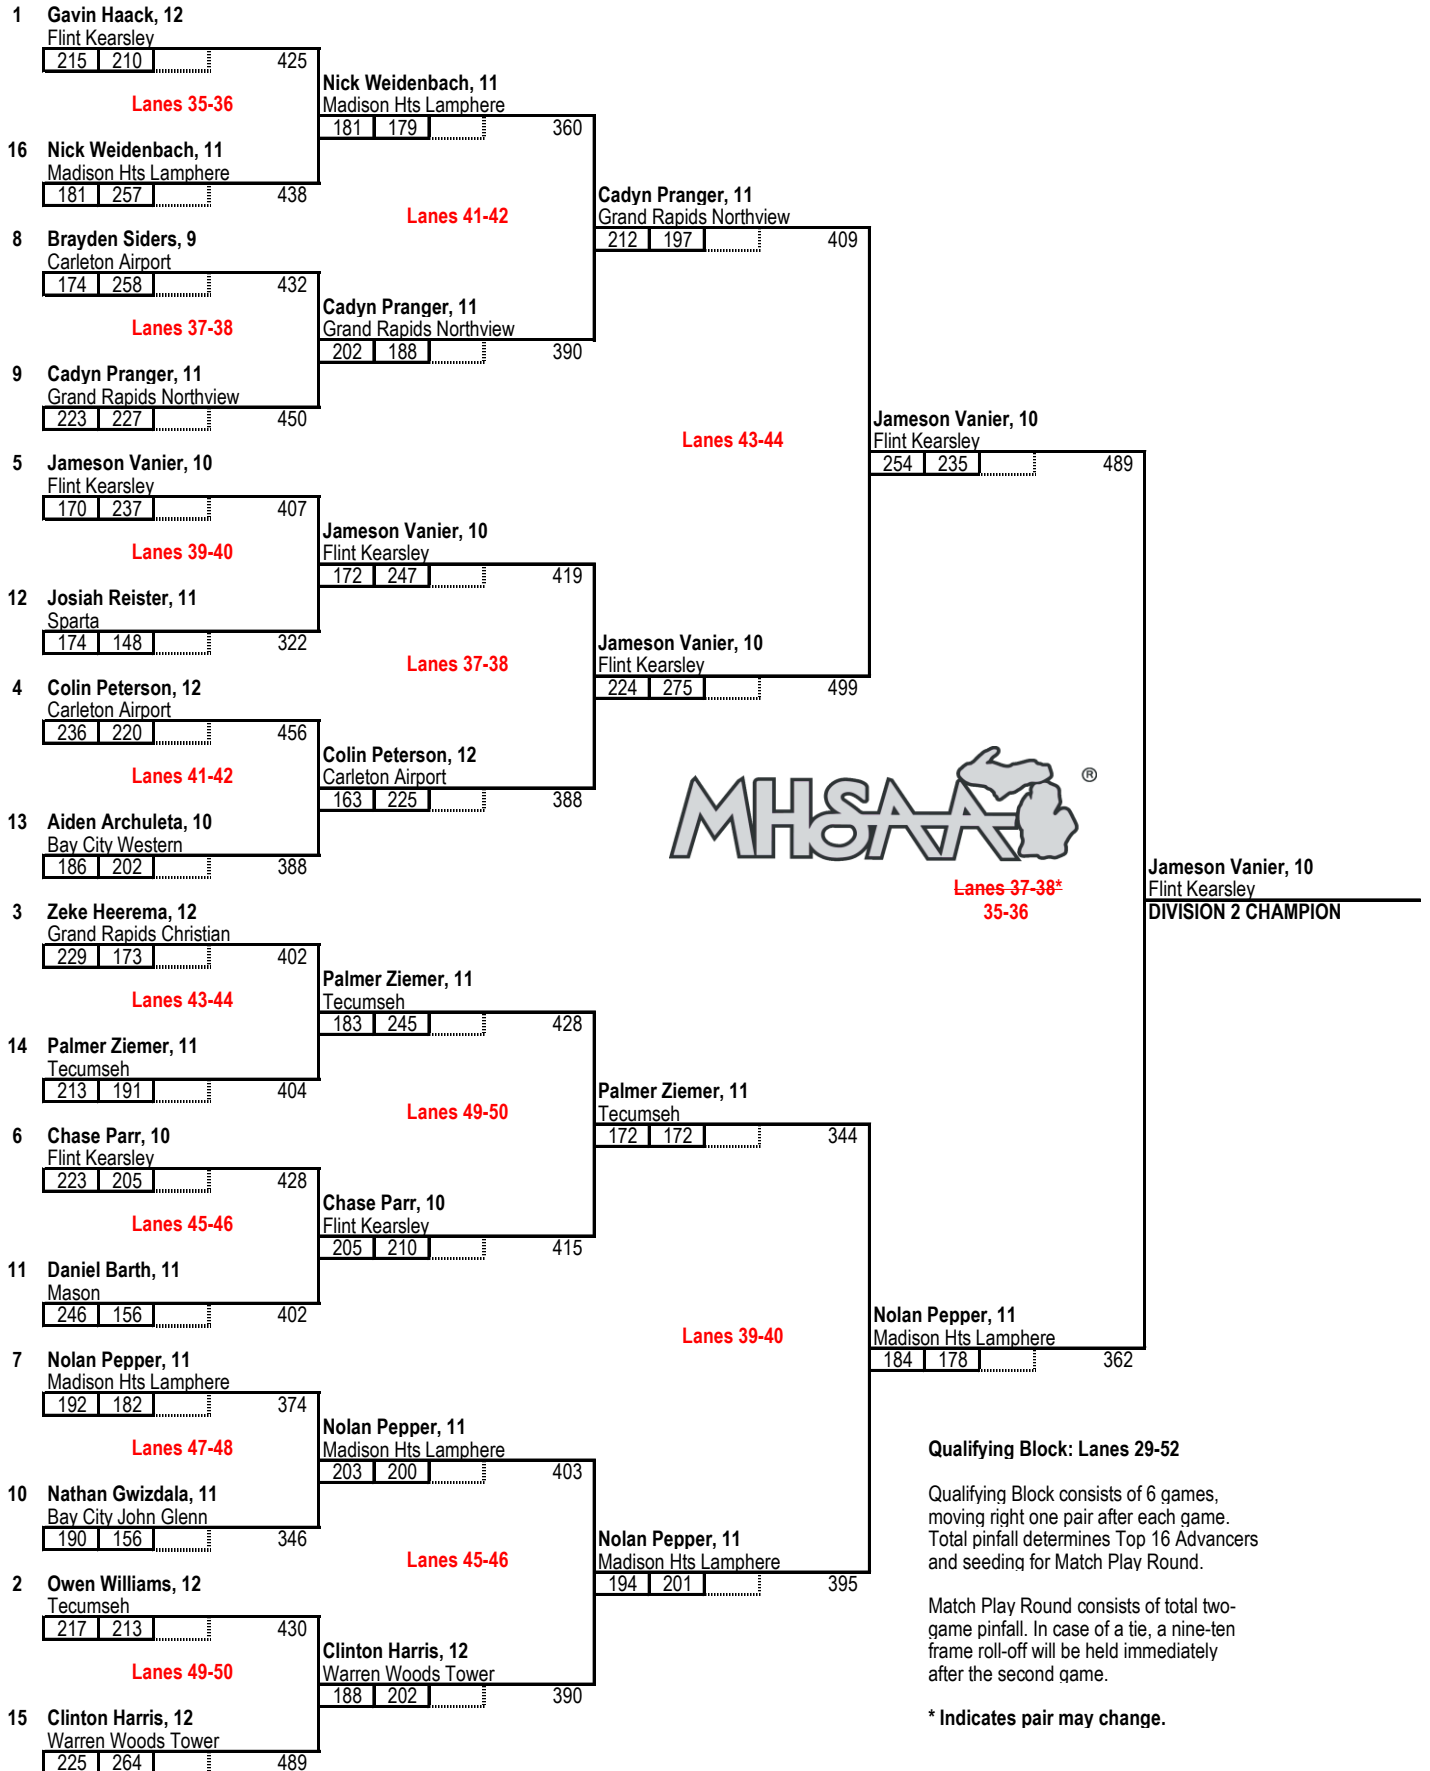 1 Gavin Haack, 12
Flint Kearsley
215 210 425
Lanes 35-36
16 Nick Weidenbach, 11
Madison Hts Lamphere
181 257 438
8 Brayden Siders, 9
Carleton Airport
174 258 432
Lanes 37-38
9 Cadyn Pranger, 11
Grand Rapids Northview
223 227 450
5 Jameson Vanier, 10
Flint Kearsley
170 237 407
Lanes 39-40
12 Josiah Reister, 11
Sparta
174 148 322
4 Colin Peterson, 12
Carleton Airport
236 220 456
Lanes 41-42
13 Aiden Archuleta, 10
Bay City Western
186 202 388
3 Zeke Heerema, 12
Grand Rapids Christian
229 173 402
Lanes 43-44
14 Palmer Ziemer, 11
Tecumseh
213 191 404
6 Chase Parr, 10
Flint Kearsley
223 205 428
Lanes 45-46
11 Daniel Barth, 11
Mason
246 156 402
7 Nolan Pepper, 11
Madison Hts Lamphere
192 182 374
Lanes 47-48
10 Nathan Gwizdala, 11
Bay City John Glenn
190 156 346
2 Owen Williams, 12
Tecumseh
217 213 430
Lanes 49-50
15 Clinton Harris, 12
Warren Woods Tower
225 264 489
Nick Weidenbach, 11
Madison Hts Lamphere
181 179 360
Lanes 41-42
Cadyn Pranger, 11
Grand Rapids Northview
202 188 390
Jameson Vanier, 10
Flint Kearsley
172 247 419
Lanes 37-38
Colin Peterson, 12
Carleton Airport
163 225 388
Palmer Ziemer, 11
Tecumseh
183 245 428
Lanes 49-50
Chase Parr, 10
Flint Kearsley
205 210 415
Nolan Pepper, 11
Madison Hts Lamphere
203 200 403
Lanes 45-46
Clinton Harris, 12
Warren Woods Tower
188 202 390
Cadyn Pranger, 11
Grand Rapids Northview
212 197 409
Lanes 43-44
Jameson Vanier, 10
Flint Kearsley
224 275 499
Palmer Ziemer, 11
Tecumseh
172 172 344
Lanes 39-40
Nolan Pepper, 11
Madison Hts Lamphere
194 201 395
Jameson Vanier, 10
Flint Kearsley
254 235 489
MHSAA ®
Lanes 37-38*
35-36
Nolan Pepper, 11
Madison Hts Lamphere
184 178 362
Jameson Vanier, 10
Flint Kearsley
DIVISION 2 CHAMPION
Qualifying Block: Lanes 29-52
Qualifying Block consists of 6 games,
moving right one pair after each game.
Total pinfall determines Top 16 Advancers
and seeding for Match Play Round.
Match Play Round consists of total two-
game pinfall. In case of a tie, a nine-ten
frame roll-off will be held immediately
after the second game.
* Indicates pair may change.